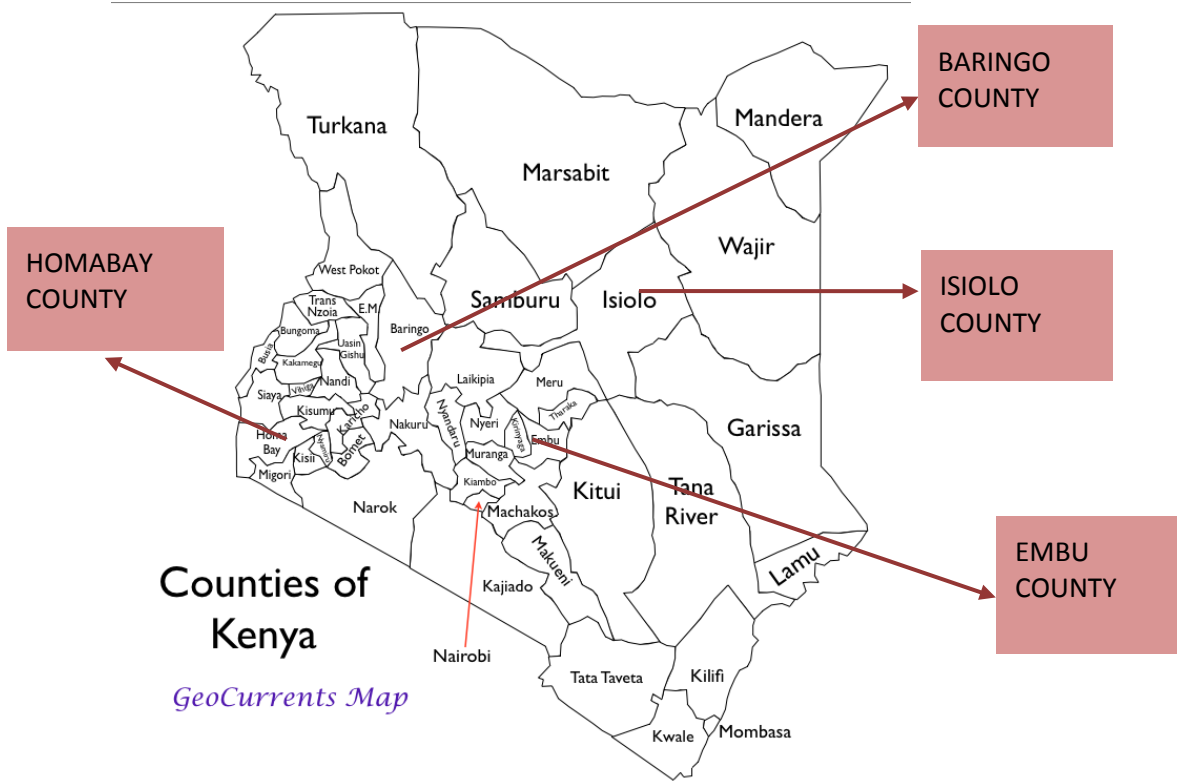 BARINGO
COUNTY
Mandera
Turkana
Marsabit
HOMABAY
COUNTY
Wajir
West Pokot
ISIOLO
COUNTY
Samburu
Isiolo
Trans
Nzoia
E.M
Baringo
Bungoma
Uasin
Gishu
Busia
Kakamegu
Laikipia
Meru
Nandi
Vihiga
Siaya
Tharaka
Kisumu
Karicho
Nyandaru
Nakuru
Nyeri
Kirinyaga
Garissa
Homa
Bay
Embu
Nyamira
Kisii
Bomet
Muranga
Migori
Kiambo
Kitui
Tana
River
Narok
Machakos
EMBU
COUNTY
Makueni
Lamu
Counties of
Kenya
Kajiado
Nairobi
Tata Taveta
Kilifi
GeoCurrents Map
Kwale
Mombasa